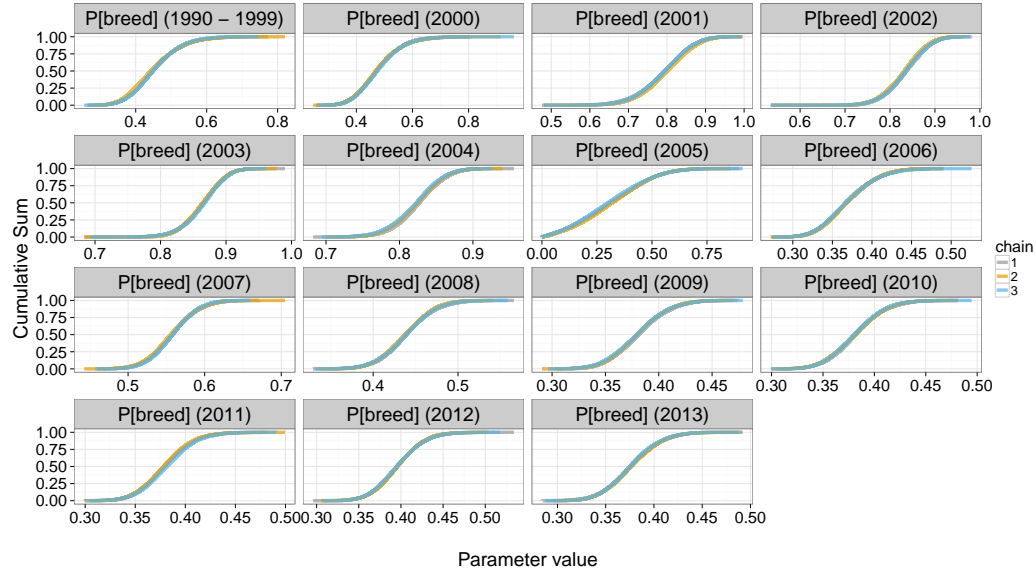 P[breed] (1990 − 1999) P[breed] (2000) P[breed] (2001) P[breed] (2002)
1.00
0.75
0.50
0.25
0.00
0.4 0.6 0.8 0.4 0.6 0.8 0.5 0.6 0.7 0.8 0.9 1.0 0.6 0.7 0.8 0.9 1.0
P[breed] (2003) P[breed] (2004) P[breed] (2005) P[breed] (2006)
1.00
0.75
0.50
0.25
0.00
0.7 0.8 0.9 1.0 0.7 0.8 0.9 0.00 0.25 0.50 0.75 0.30 0.35 0.40 0.45 0.50
P[breed] (2007) P[breed] (2008) P[breed] (2009) P[breed] (2010)
1.00
0.75
0.50
0.25
0.00
0.5 0.6 0.7 0.4 0.5 0.30 0.35 0.40 0.45 0.30 0.35 0.40 0.45 0.50
P[breed] (2011) P[breed] (2012) P[breed] (2013)
1.00
0.75
0.50
0.25
0.00
0.30 0.35 0.40 0.45 0.50 0.30 0.35 0.40 0.45 0.50 0.30 0.35 0.40 0.45 0.50
Cumulative Sum
Parameter value
chain
1
2
3